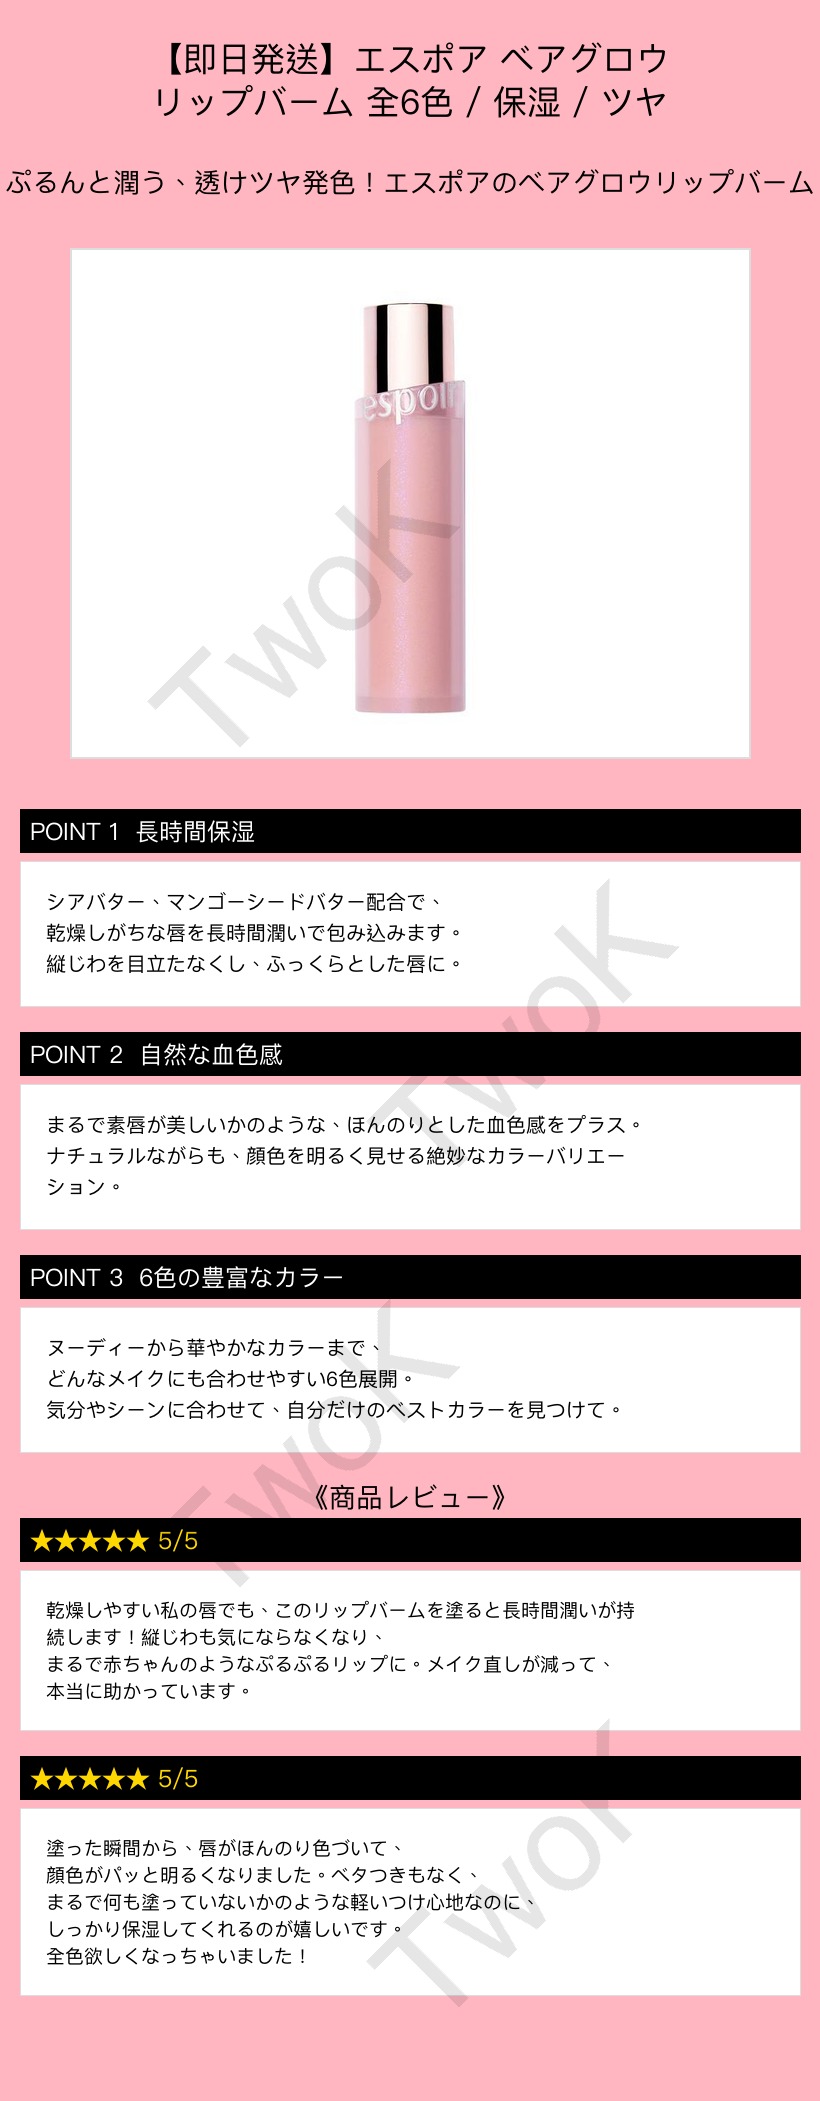 【即日発送】エスポア ベアグロウ
リップバーム 全6色 / 保湿 / ツヤ
ぷるんと潤う、透けツヤ発色！エスポアのベアグロウリップバーム
espoir
TwoK
POINT 1 長時間保湿
シアバター、マンゴーシードバター配合で、
乾燥しがちな唇を長時間潤いで包み込みます。
縦じわを目立たなくし、ふっくらとした唇に。
TwoK
POINT 2 自然な血色感
まるで素唇が美しいかのような、ほんのりとした血色感をプラス。
ナチュラルながらも、顔色を明るく見せる絶妙なカラーバリエー
ション。
POINT 3 6色の豊富なカラー
ヌーディーから華やかなカラーまで、
どんなメイクにも合わせやすい6色展開。
気分やシーンに合わせて、自分だけのベストカラーを見つけて。
TwoK
《商品レビュー》
★★★★★ 5/5
乾燥しやすい私の唇でも、このリップバームを塗ると長時間潤いが持
続します！縦じわも気にならなくなり、
まるで赤ちゃんのようなぷるぷるリップに。メイク直しが減って、
本当に助かっています。
★★★★★ 5/5
塗った瞬間から、唇がほんのり色づいて、
顔色がパッと明るくなりました。ベタつきもなく、
まるで何も塗っていないかのような軽いつけ心地なのに、
しっかり保湿してくれるのが嬉しいです。
全色欲しくなっちゃいました！
TwoK